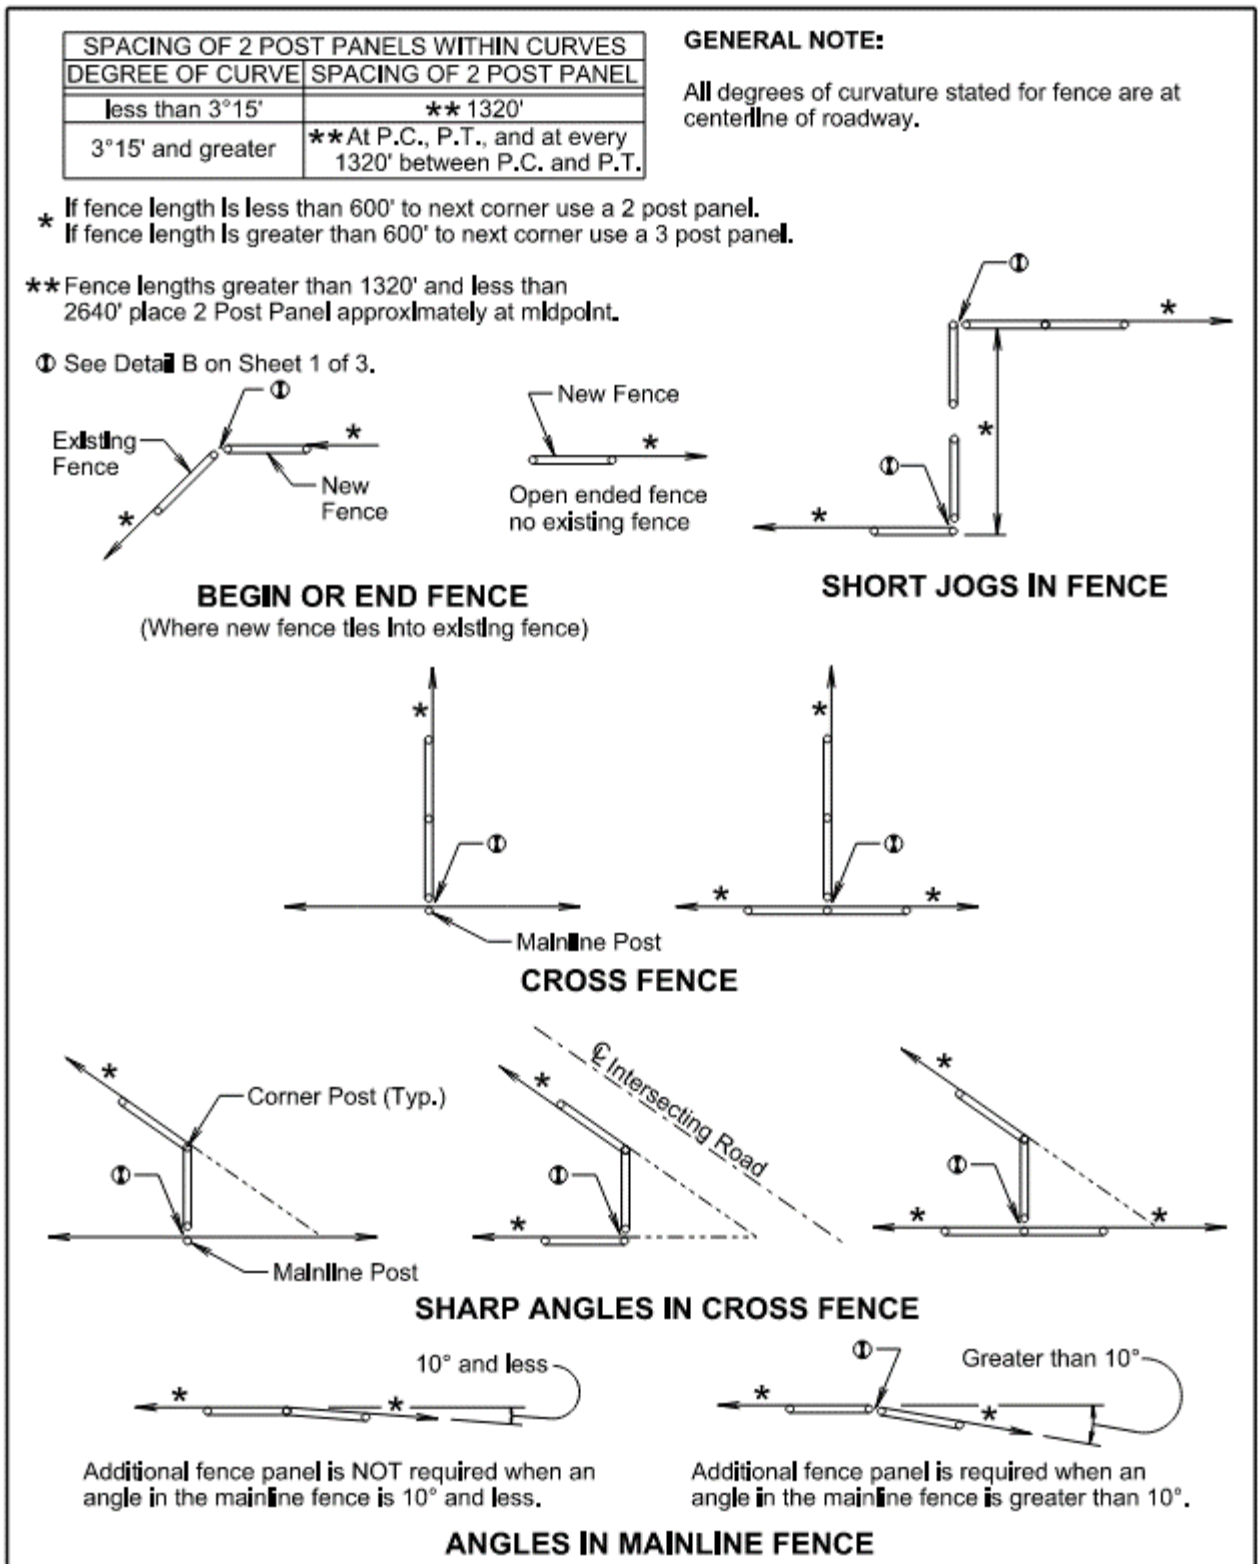 SPACING OF 2 POST PANELS WITHIN CURVES
DEGREE OF CURVE SPACING OF 2 POST PANEL
less than 3°15' ** 1320'
3°15' and greater ** At P.C., P.T., and at every
1320' between P.C. and P.T.
GENERAL NOTE:
All degrees of curvature stated for fence are at
centerline of roadway.
* If fence length is less than 600' to next corner use a 2 post panel.
If fence length is greater than 600' to next corner use a 3 post panel.
** Fence lengths greater than 1320' and less than
2640' place 2 Post Panel approximately at midpoint.
① See Detail B on Sheet 1 of 3.
①
Existing
Fence
*
New
Fence
*
New Fence
*
Open ended fence
no existing fence
①
*
*
①
*
BEGIN OR END FENCE
(Where new fence ties into existing fence)
SHORT JOGS IN FENCE
*
①
Mainline Post
*
①
*
*
CROSS FENCE
*
Corner Post (Typ.)
①
Mainline Post
*
℄ Intersecting Road
①
*
*
①
*
*
SHARP ANGLES IN CROSS FENCE
10° and less
*
*
Additional fence panel is NOT required when an
angle in the mainline fence is 10° and less.
①
Greater than 10°
*
*
Additional fence panel is required when an
angle in the mainline fence is greater than 10°.
ANGLES IN MAINLINE FENCE